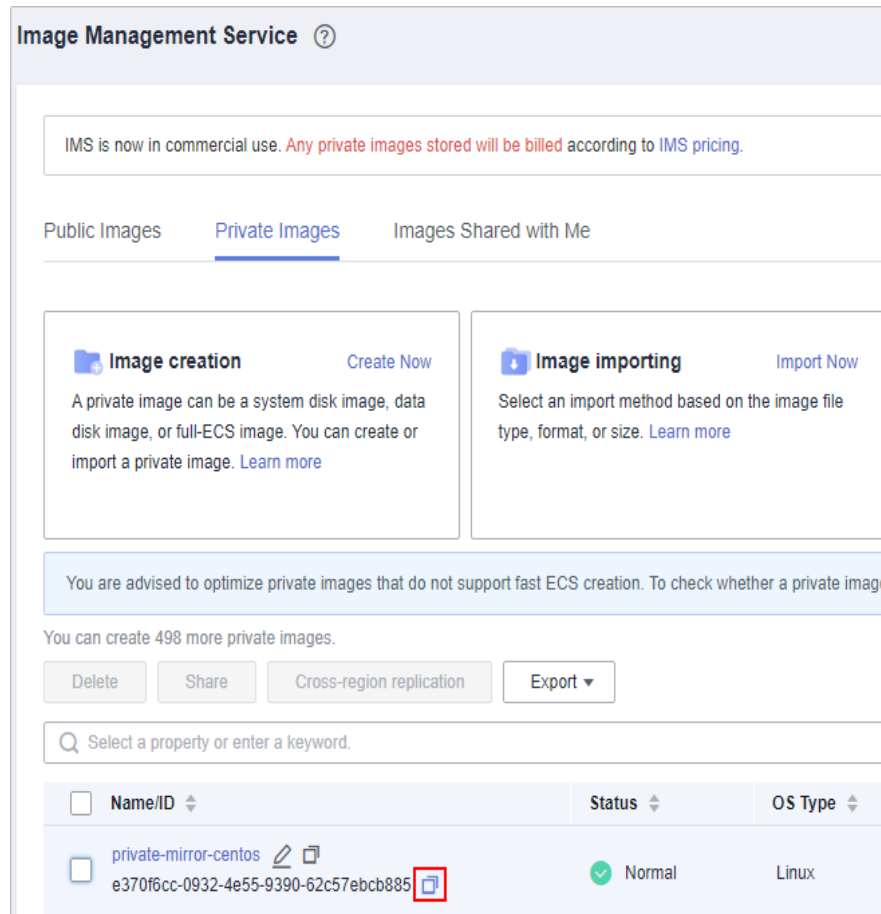 Image Management Service ?
IMS is now in commercial use. Any private images stored will be billed according to IMS pricing.
Public Images Private Images Images Shared with Me
Image creation Create Now
A private image can be a system disk image, data
disk image, or full-ECS image. You can create or
import a private image. Learn more
Image importing Import Now
Select an import method based on the image file
type, format, or size. Learn more
You are advised to optimize private images that do not support fast ECS creation. To check whether a private imag
You can create 498 more private images.
Delete Share Cross-region replication Export
Select a property or enter a keyword.
Name/ID Status OS Type
private-mirror-centos
e370f6cc-0932-4e55-9390-62c57ebcb885 Normal Linux